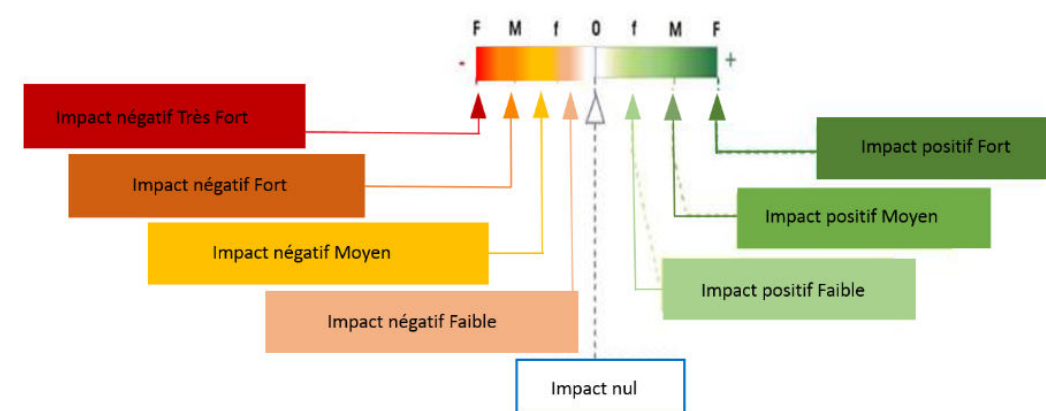 F M f 0 f M F
- +
Impact négatif Très Fort
Impact positif Fort
Impact négatif Fort
Impact positif Moyen
Impact négatif Moyen
Impact positif Faible
Impact négatif Faible
Impact nul